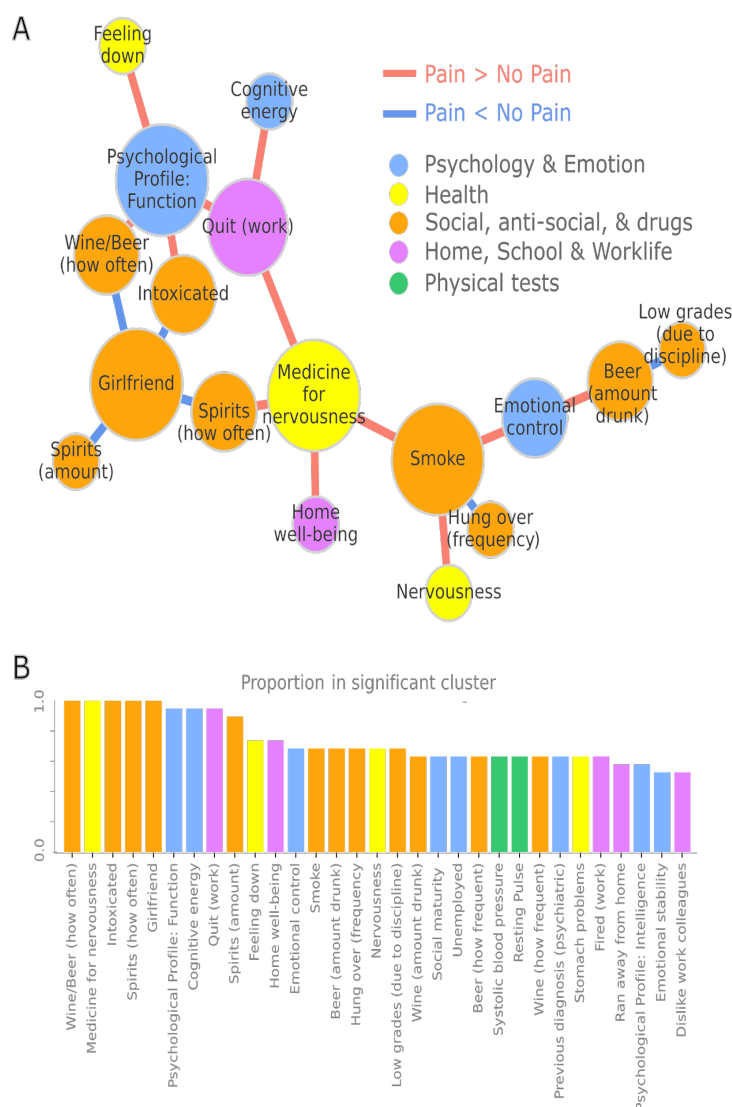 A
Feeling
down
Cognitive
energy
Pain > No Pain
Pain < No Pain
Psychological
Profile:
Function
Psychology & Emotion
Health
Quit (work)
Social, anti-social, & drugs
Wine/Beer
(how often)
Home, School & Worklife
Intoxicated
Physical tests
Low grades
(due to
discipline)
Girlfriend
Medicine
for
nervousness
Beer
(amount
drunk)
Spirits
(how often)
Emotional
control
Spirits
(amount)
Smoke
Home
well-being
Hung over
(frequency)
Nervousness
B
Proportion in significant cluster
1.0
0.0
Wine/Beer (how often)
Medicine for nervousness
Intoxicated
Spirits (how often)
Girlfriend
Psychological Profile: Function
Cognitive energy
Quit (work)
Spirits (amount)
Feeling down
Home well-being
Emotional control
Smoke
Beer (amount drunk)
Hung over (frequency
Nervousness
Low grades (due to discipline)
Wine (amount drunk)
Social maturity
Unemployed
Beer (how frequent)
Systolic blood pressure
Resting Pulse
Wine (how frequent)
Previous diagnosis (psychiatric)
Stomach problems
Fired (work)
Ran away from home
Psychological Profile: Intelligence
Emotional stability
Dislike work colleagues